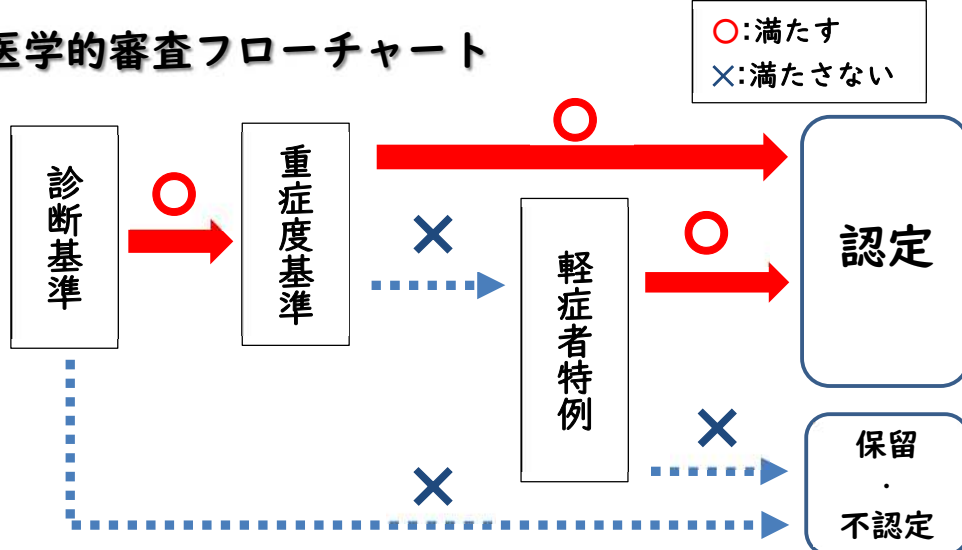 医学的審査フローチャート
○:満たす
×:満たさない
診断基準
○
重症度基準
○
×
軽症者特例
○
×
×
認定
保留
・
不認定